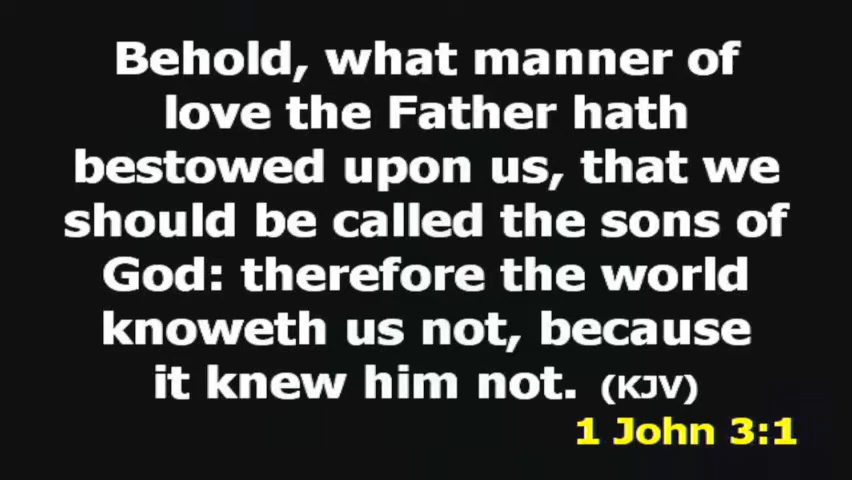 Behold, what manner of
love the Father hath
bestowed upon us, that we
should be called the sons of
God: therefore the world
knoweth us not, because
it knew him not. (KJV)
1 John 3:1